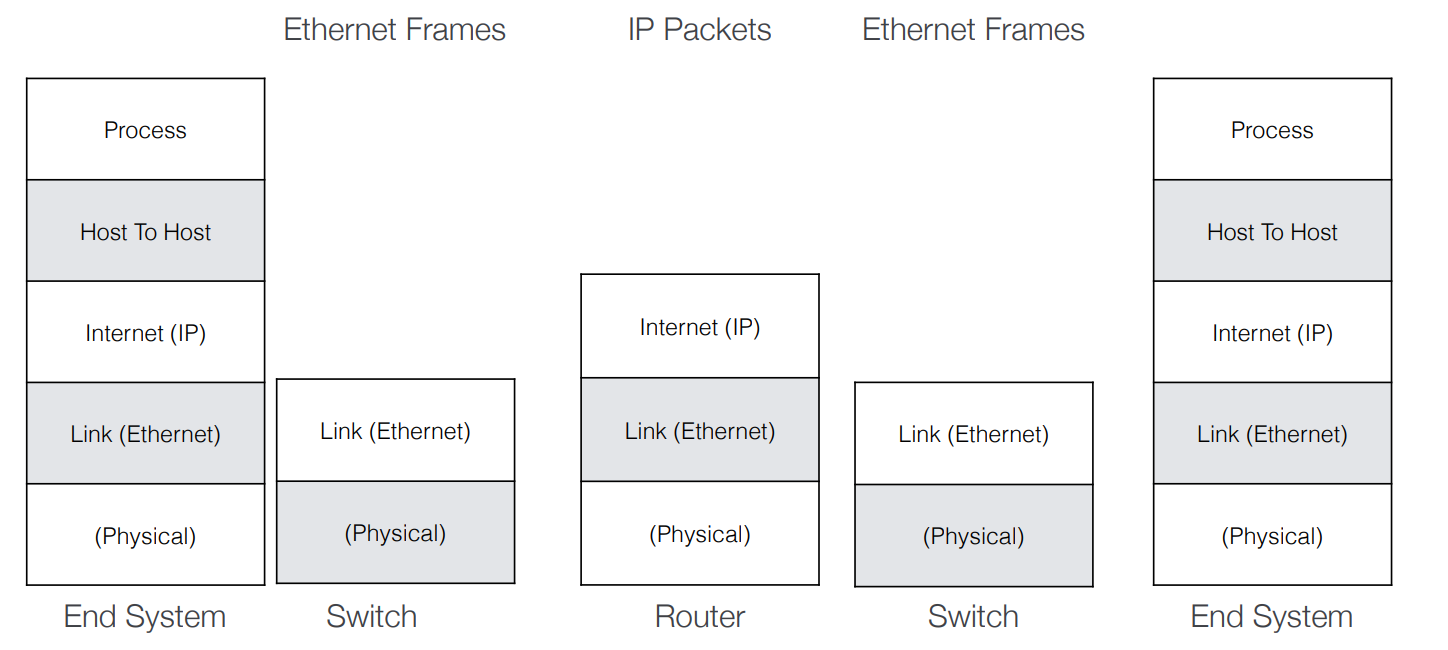 Ethernet Frames
IP Packets
Ethernet Frames
Process
Host To Host
Internet (IP)
Link (Ethernet)
(Physical)
End System
Link (Ethernet)
(Physical)
Switch
Internet (IP)
Link (Ethernet)
(Physical)
Router
Link (Ethernet)
(Physical)
Switch
Process
Host To Host
Internet (IP)
Link (Ethernet)
(Physical)
End System